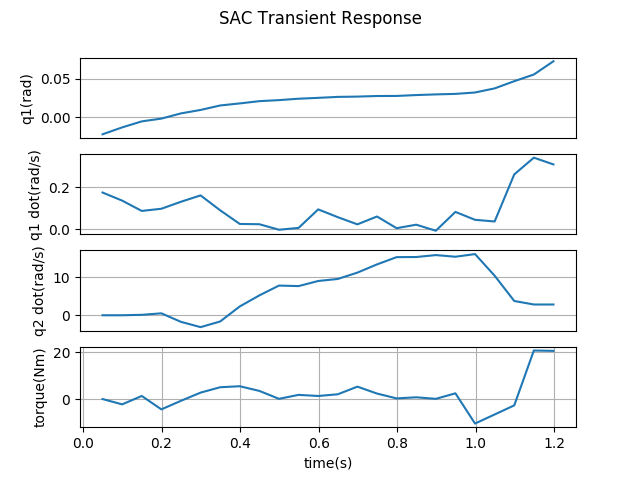 SAC Transient Response
q1(rad)
0.05
0.00
q1 dot(rad/s)
0.2
0.0
q2 dot(rad/s)
10
0
torque(Nm)
20
0
0.0 0.2 0.4 0.6 0.8 1.0 1.2
time(s)